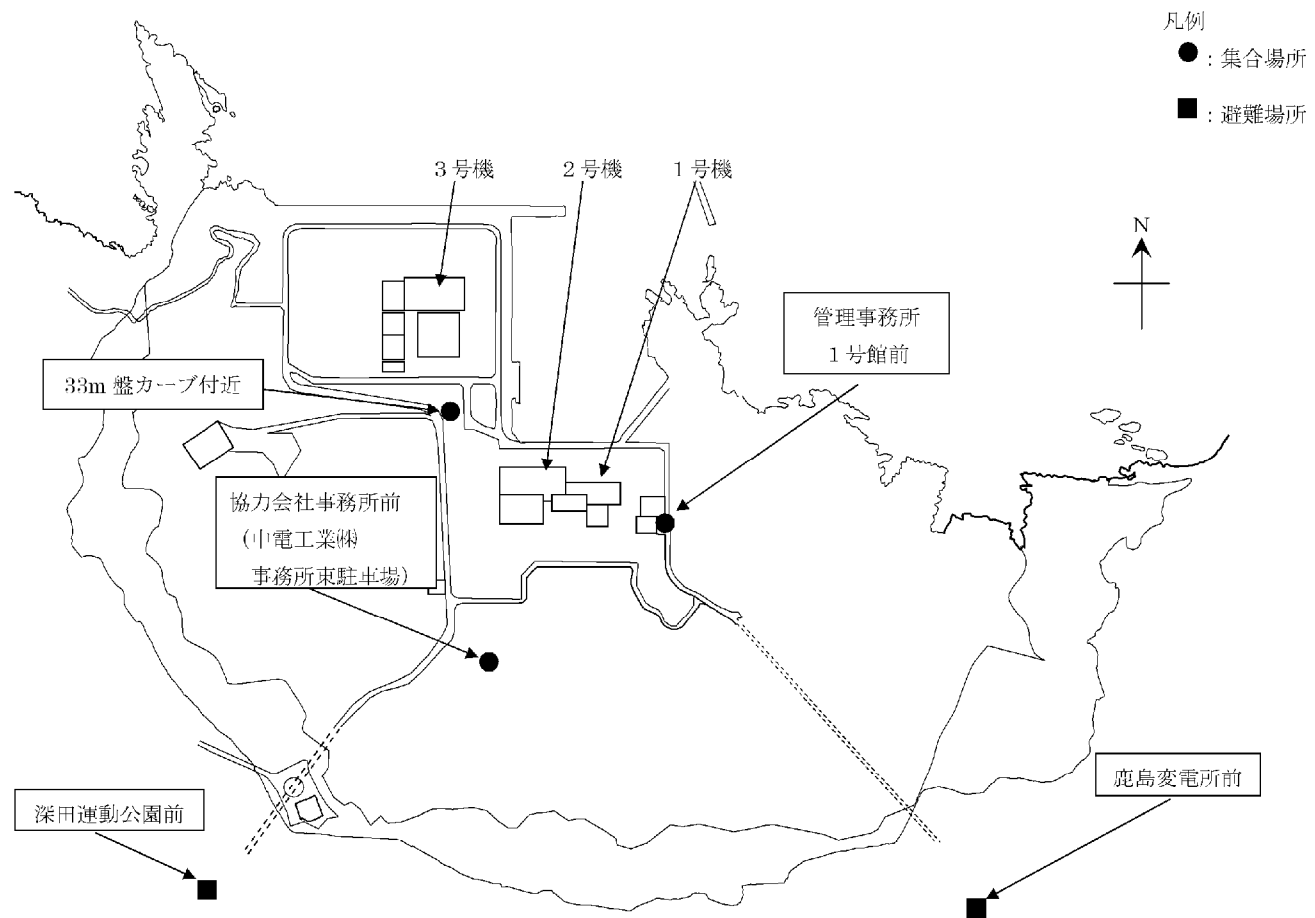 凡例
●：集合場所
■：避難場所
3号機
2号機
1号機
N
管理事務所
1号館前
33m 盤カーブ付近
協力会社事務所前
(中電工業㈱
事務所東駐車場)
深田運動公園前
鹿島変電所前